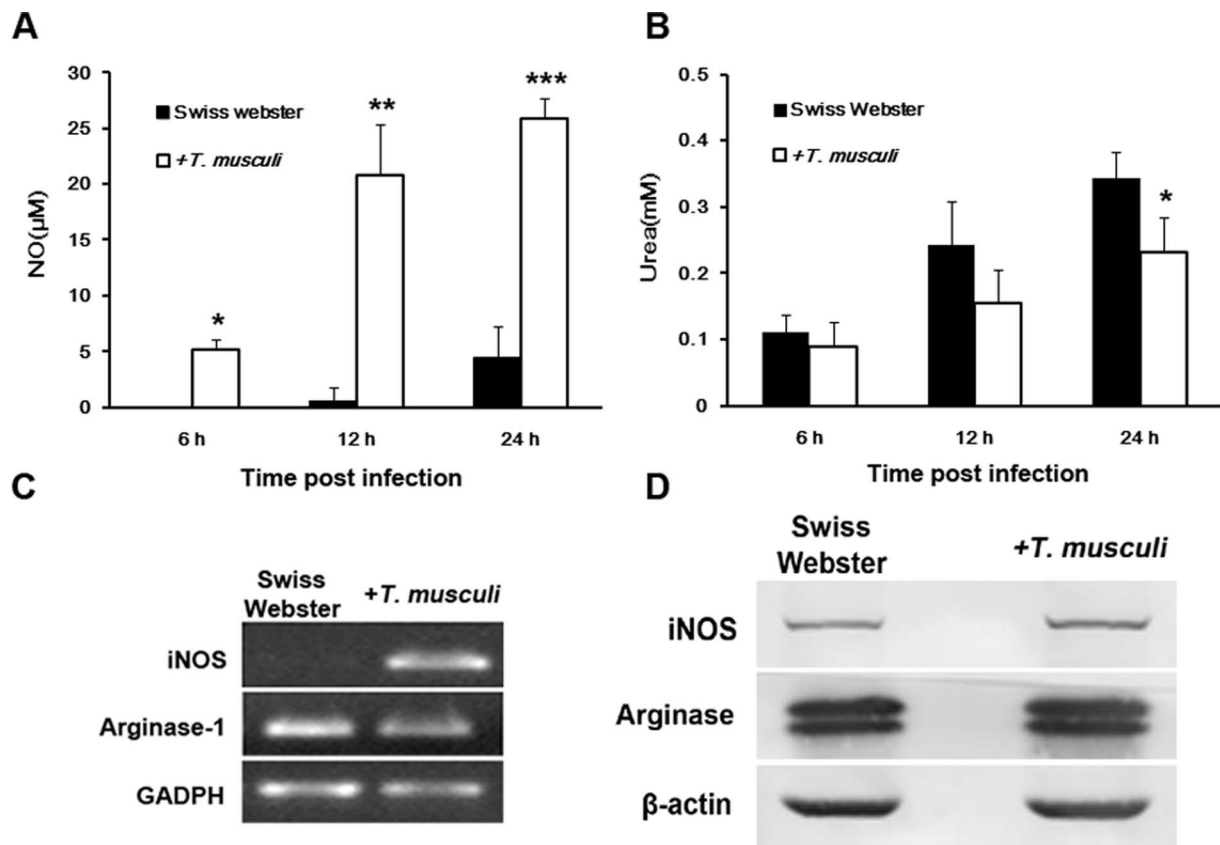 A
NO(µM)
30
25
20
15
10
5
0
Swiss webster
+T. musculi
*
**
***
6 h
12 h
24 h
Time post infection
B
Urea(mM)
0.5
0.4
0.3
0.2
0.1
0
Swiss Webster
+T. musculi
*
6 h
12 h
24 h
Time post infection
C
Swiss
Webster
+T. musculi
iNOS
Arginase-1
GADPH
D
Swiss
Webster
+T. musculi
iNOS
Arginase
β-actin